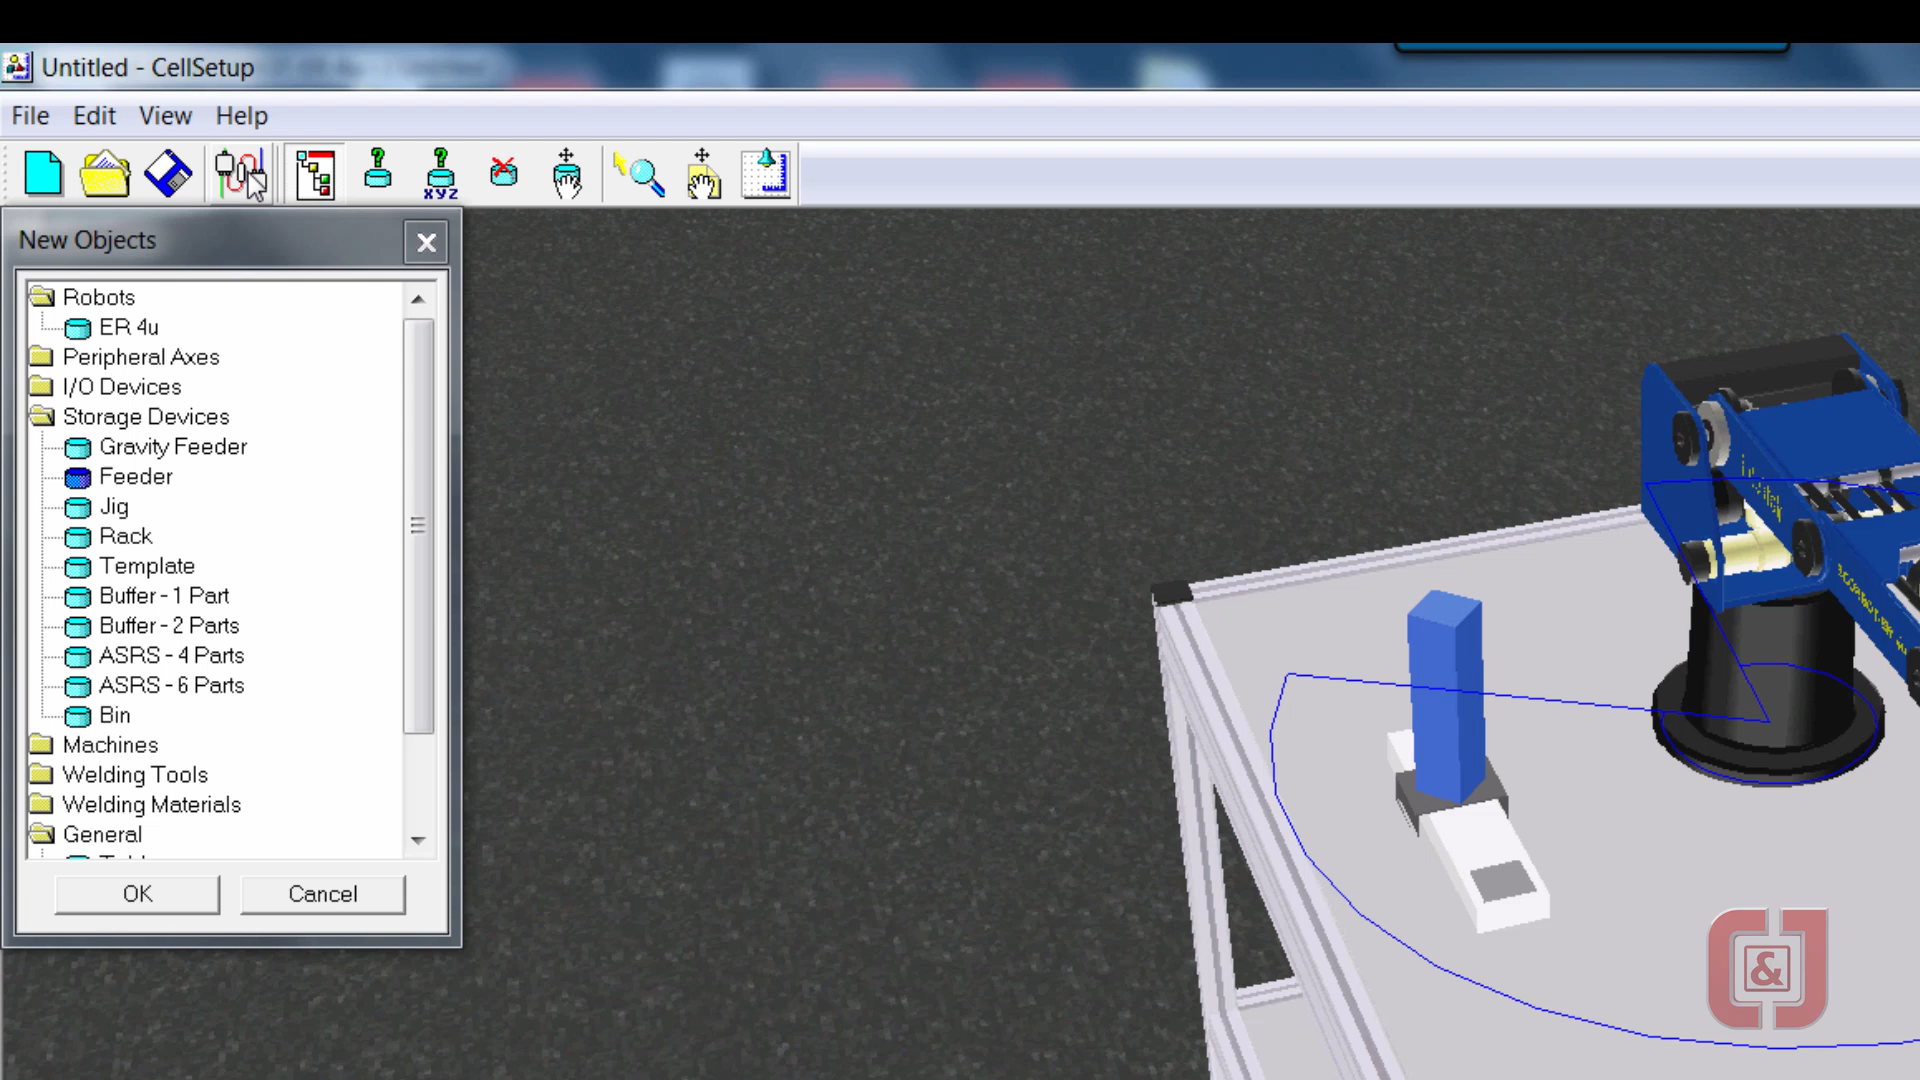 Untitled - CellSetup
File Edit View Help
xyz
New Objects
Robots
ER 4u
Peripheral Axes
I/O Devices
Storage Devices
Gravity Feeder
Feeder
Jig
Rack
Template
Buffer - 1 Part
Buffer - 2 Parts
ASRS - 4 Parts
ASRS - 6 Parts
Bin
Machines
Welding Tools
Welding Materials
General
OK Cancel
&